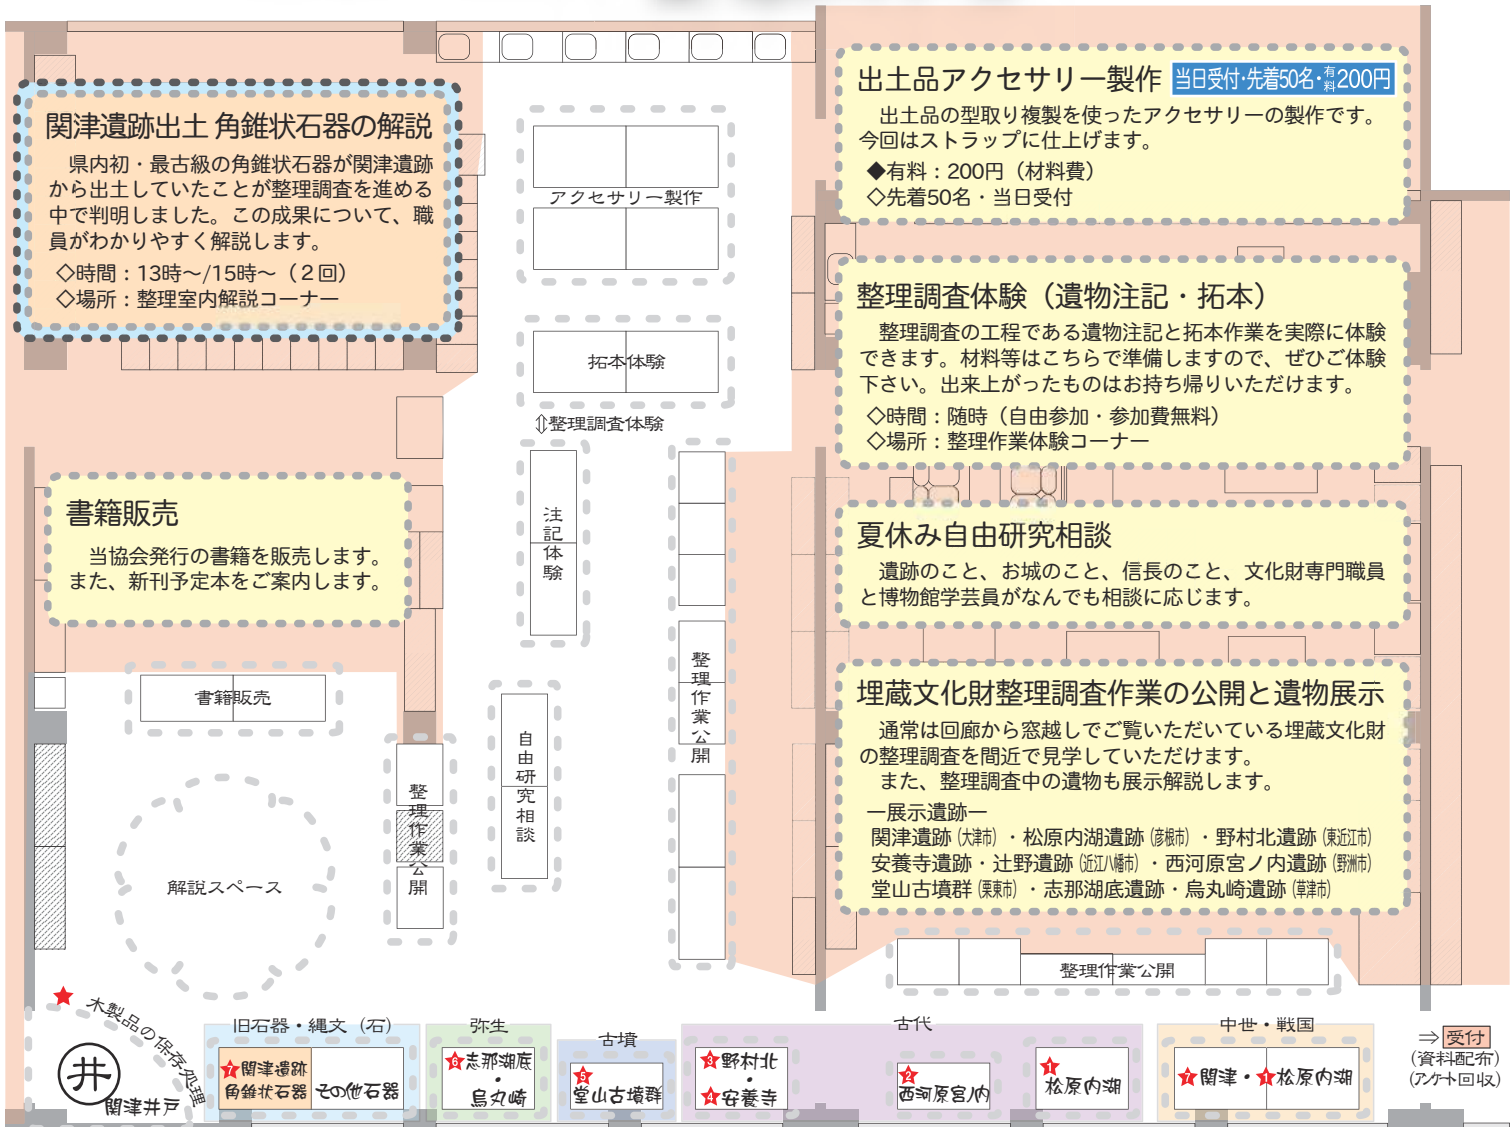 関津遺跡出土 角錐状石器の解説
県内初・最古級の角錐状石器が関津遺跡
から出土していたことが整理調査を進める
中で判明しました。この成果について、職
員がわかりやすく解説します。
◇時間：13時～/15時～（２回）
◇場所：整理室内解説コーナー
書籍販売
当協会発行の書籍を販売します。
また、新刊予定本をご案内します。
出土品アクセサリー製作 当日受付・先着50名・有料200円
出土品の型取り複製を使ったアクセサリーの製作です。
今回はストラップに仕上げます。
◆有料：200円（材料費）
◇先着50名・当日受付
整理調査体験（遺物注記・拓本）
整理調査の工程である遺物注記と拓本作業を実際に体験
できます。材料等はこちらで準備しますので、ぜひご体験
下さい。出来上がったものはお持ち帰りいただけます。
◇時間：随時（自由参加・参加費無料）
◇場所：整理作業体験コーナー
夏休み自由研究相談
遺跡のこと、お城のこと、信長のこと、文化財専門職員
と博物館学芸員がなんでも相談に応じます。
埋蔵文化財整理調査作業の公開と遺物展示
通常は回廊から窓越しでご覧いただいている埋蔵文化財
の整理調査を間近で見学していただけます。
また、整理調査中の遺物も展示解説します。
―展示遺跡―
関津遺跡（大津市）・松原内湖遺跡（彦根市）・野村北遺跡（東近江市）
安養寺遺跡・辻野遺跡（近江八幡市）・西河原宮ノ内遺跡（野洲市）
堂山古墳群（栗東市）・志那湖底遺跡・烏丸崎遺跡（草津市）
アクセサリー製作
拓本体験
⇕整理調査体験
注記体験
整理作業公開
自由研究相談
整理作業公開
書籍販売
解説スペース
整理作業公開
★
木製品の保存処理
井
関津井戸
旧石器・縄文（石）
7 関津遺跡
角錐状石器
その他石器
弥生
6 志那湖底
・
烏丸崎
古墳
5
堂山古墳群
古代
3 野村北
・
4 安養寺
2
西河原宮ノ内
1
松原内湖
中世・戦国
7 関津・1 松原内湖
⇒受付
（資料配布）
（アンケート回収）